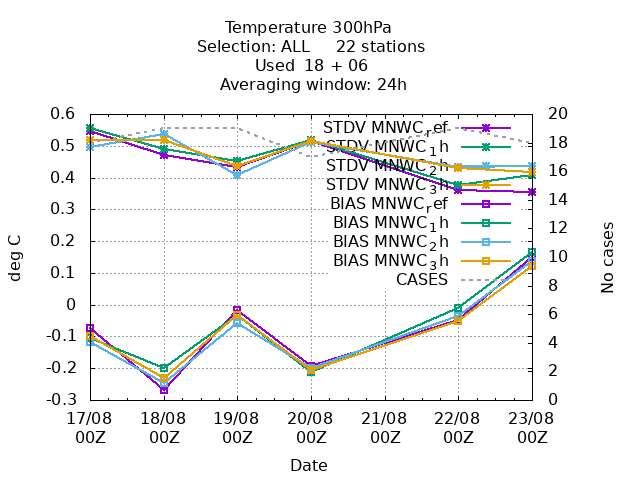 Temperature 300hPa
Selection: ALL 22 stations
Used 18 + 06
Averaging window: 24h
0.6
0.5
0.4
0.3
0.2
0.1
0
-0.1
-0.2
-0.3
deg C
20
18
16
14
12
10
8
6
4
2
0
No cases
STDV MNWC_ref
STDV MNWC_1h
STDV MNWC_2h
STDV MNWC_3h
BIAS MNWC_ref
BIAS MNWC_1h
BIAS MNWC_2h
BIAS MNWC_3h
CASES
17/08 18/08 19/08 20/08 21/08 22/08 23/08
00Z 00Z 00Z 00Z 00Z 00Z 00Z
Date